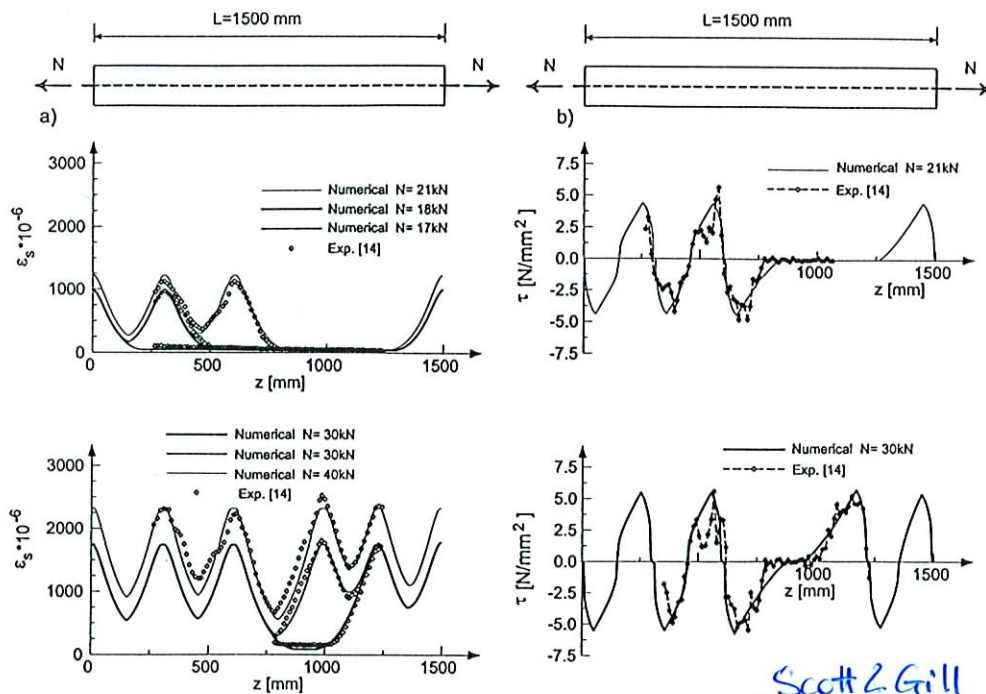 L=1500 mm
N
N
a)
3000
2000
1000
0
εs*10-6
Numerical N= 21kN
Numerical N= 18kN
Numerical N= 17kN
Exp. [14]
0
500
1000
1500
z [mm]
L=1500 mm
N
N
b)
7.5
5.0
2.5
0.0
-2.5
-5.0
-7.5
τ [N/mm2]
Numerical N= 21kN
Exp. [14]
1000
1500
z [mm]
3000
2000
1000
0
εs*10-6
Numerical N= 30kN
Numerical N= 30kN
Numerical N= 40kN
Exp. [14]
0
500
1000
1500
z [mm]
7.5
5.0
2.5
0.0
-2.5
-5.0
-7.5
τ [N/mm2]
Numerical N= 30kN
Exp. [14]
1000
1500
z [mm]
Scott & Gill